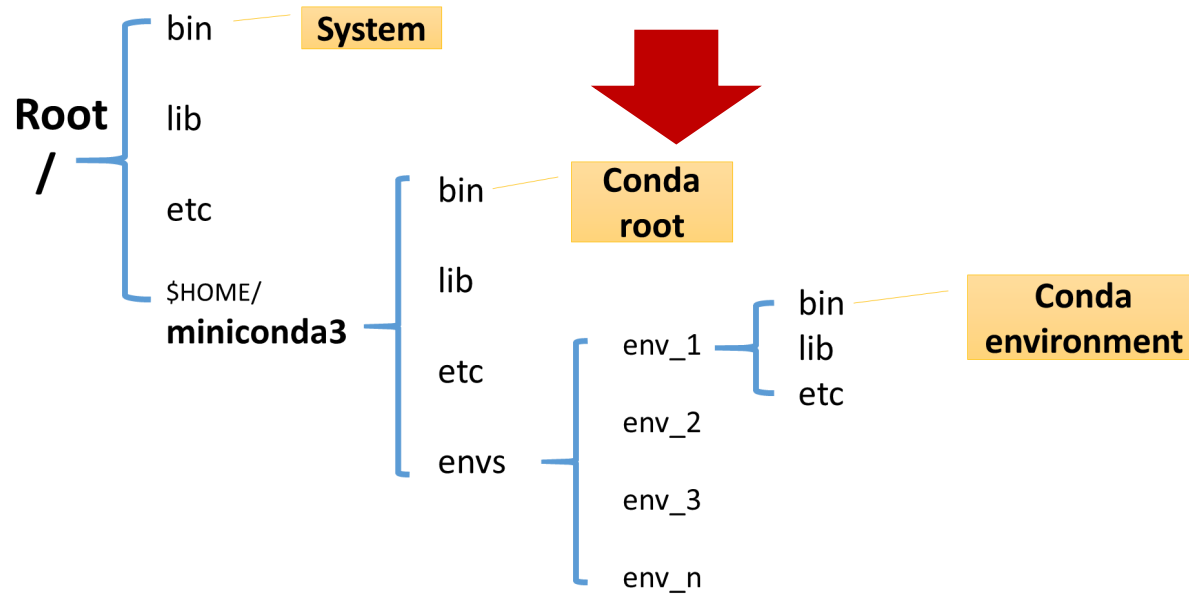 bin
System
Root
/
lib
etc
$HOME/
miniconda3
bin
Conda
root
lib
etc
envs
env_1
env_2
env_3
env_n
bin
lib
etc
Conda
environment